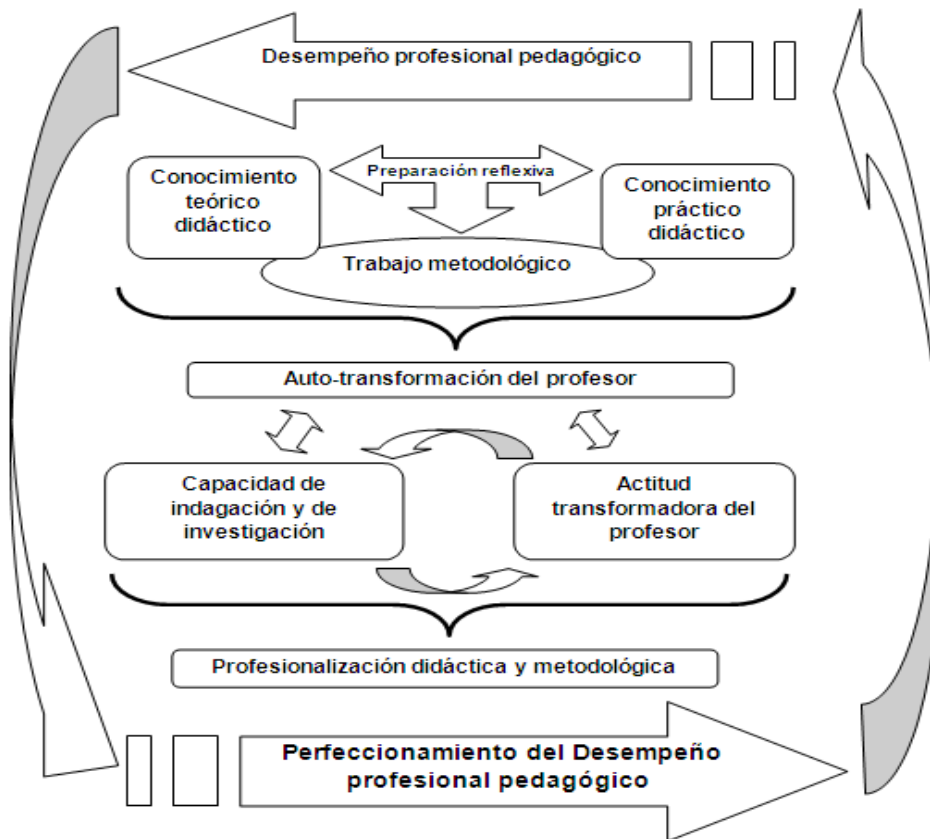 Desempeño profesional pedagógico
Preparación reflexiva
Conocimiento
teórico
didáctico
Conocimiento
práctico
didáctico
Trabajo metodológico
Auto-transformación del profesor
Capacidad de
indagación y de
investigación
Actitud
transformadora del
profesor
Profesionalización didáctica y metodológica
Perfeccionamiento del Desempeño
profesional pedagógico